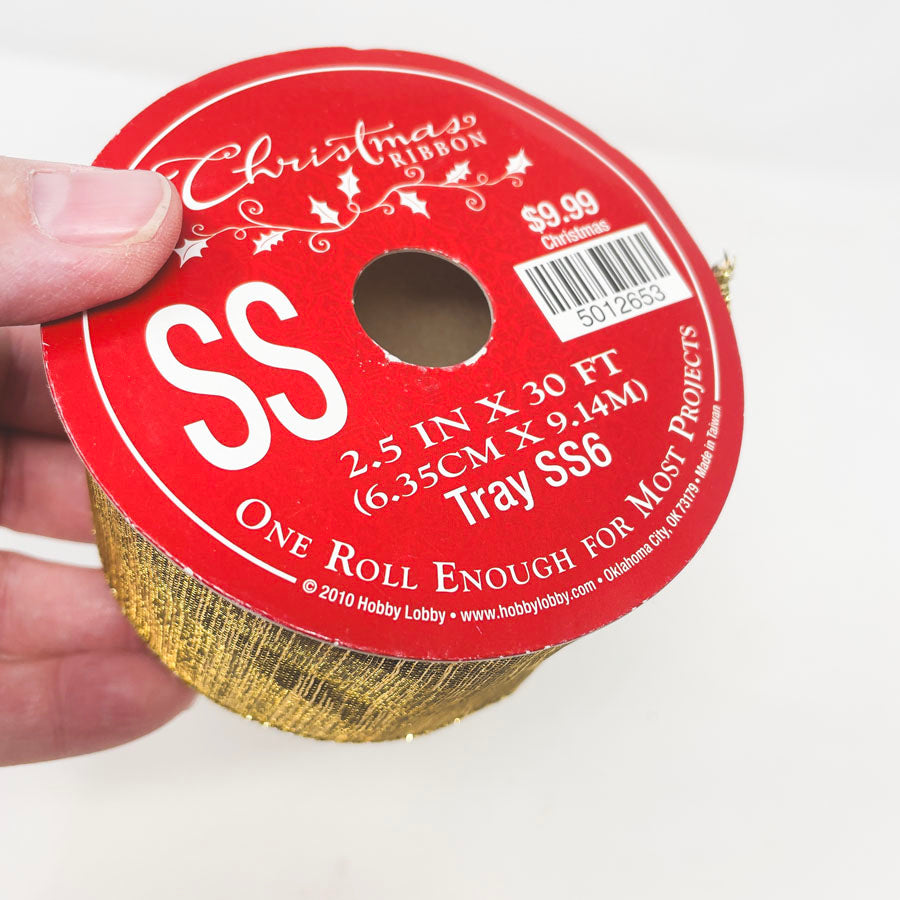 Christmas
RIBBON
$9.99
Christmas
5012653
SS
2.5 IN X 30 FT
(6.35CM X 9.14M)
Tray SS6
ONE ROLL ENOUGH FOR MOST PROJECTS
© 2010 Hobby Lobby • www.hobbylobby.com • Oklahoma City, OK 73179 • Made in Taiwan